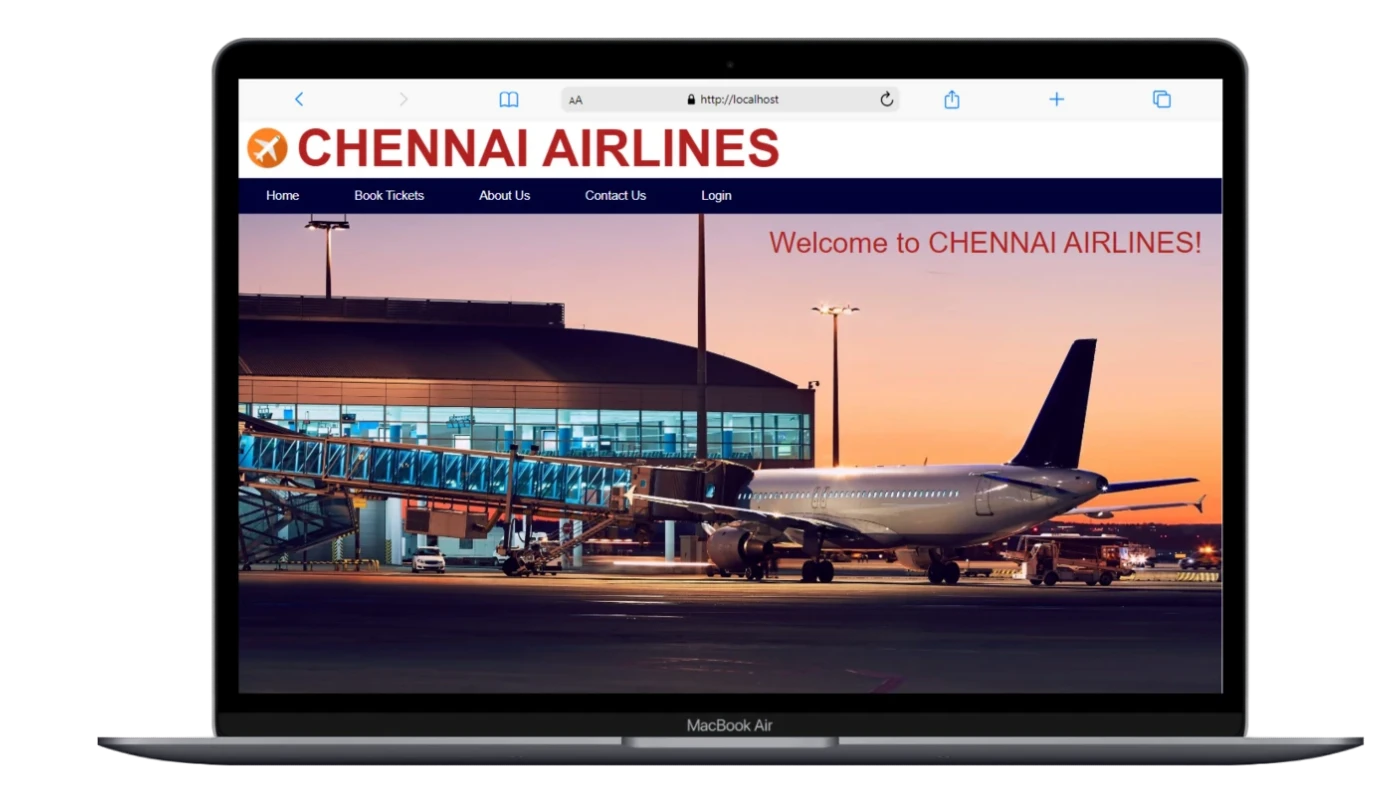 AA http://localhost
CHENNAI AIRLINES
Home Book Tickets About Us Contact Us Login
Welcome to CHENNAI AIRLINES!
MacBook Air